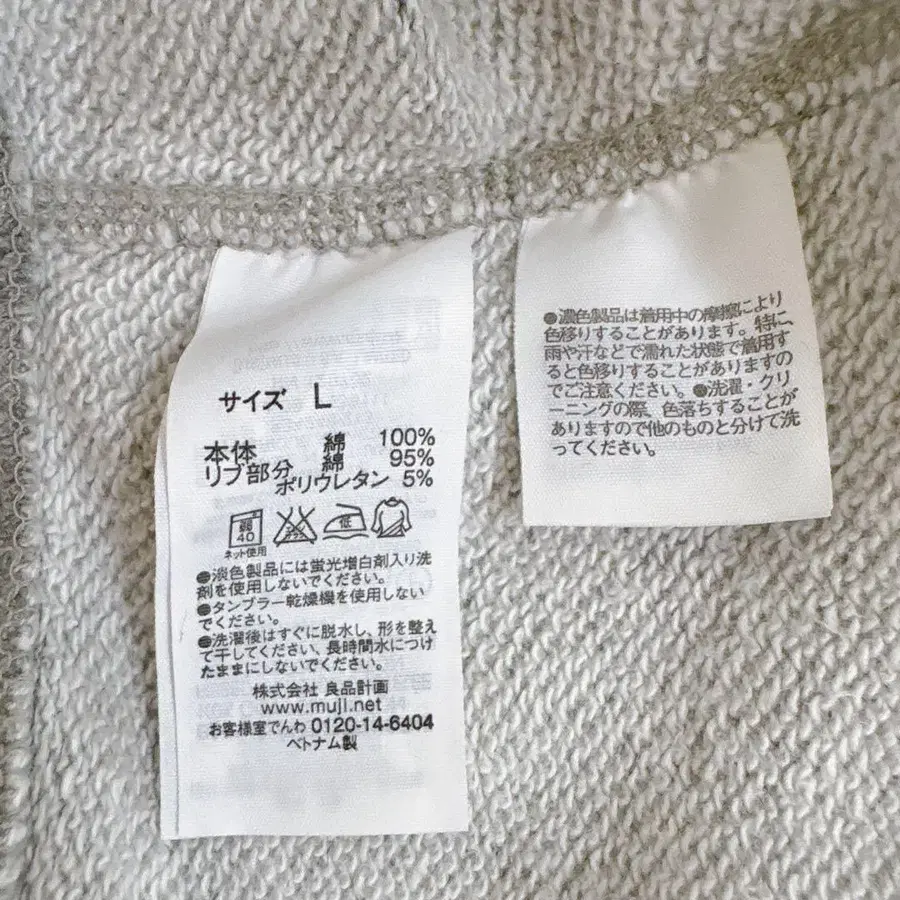 サイズ L
本体 綿 100%
リブ部分 綿 95%
ポリウレタン 5%
弱
40
低
ネット使用
●淡色製品には蛍光増白剤入り洗
剤を使用しないでください。
●タンブラー乾燥機を使用しない
でください。
●洗濯後はすぐに脱水し、形を整え
て干してください、長時間水につけ
たままにしないでください。
株式会社 良品計画
www.muji.net
お客様室でんわ 0120-14-6404
ベトナム製
●濃色製品は着用中の摩擦により
色移りすることがあります。特に、
雨や汗などで濡れた状態で着用す
ると色移りすることがありますの
でご注意ください。●洗濯・クリ
ーニングの際、色落ちすることが
ありますので他のものと分けて洗
ってください。